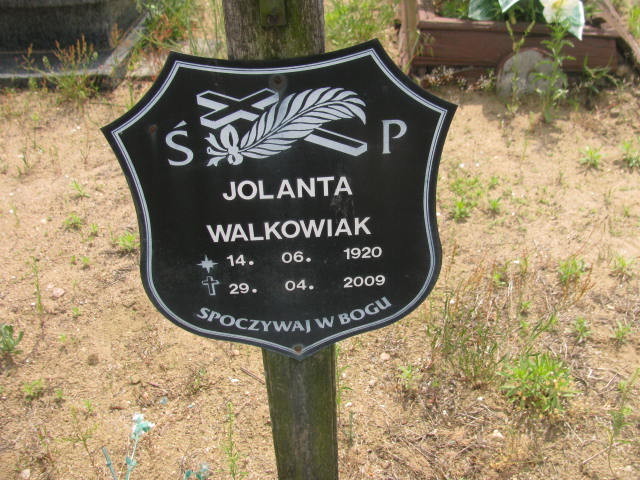 Ś P
JOLANTA
WALKOWIAK
14. 06. 1920
29. 04. 2009
SPOCZYWAJ W BOGU